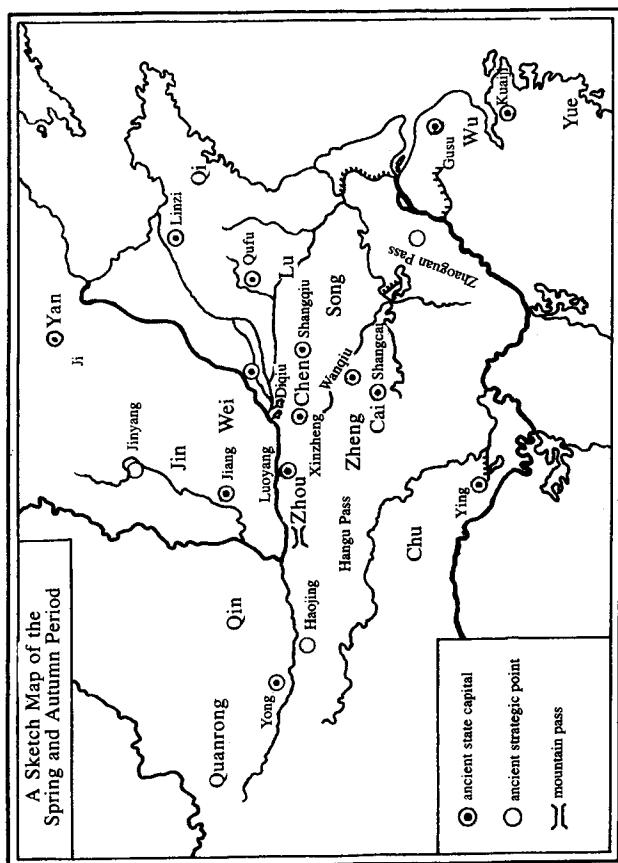 A Sketch Map of the
Spring and Autumn Period
Yan
Ji
Jinyang
Jin
Jiang
Wei
Linzi
Qi
Qufu
Lu
Diqiu
Shangqiu
Chen
Song
Luoyang
Zhou
Xinzheng
Zheng
Wanqiu
Cai
Shangcai
Hangu Pass
Qin
Haojing
Yong
Quanrong
Chu
Ying
Zhaoguan Pass
Gusu
Wu
Kuaiji
Yue
ancient state capital
ancient strategic point
mountain pass